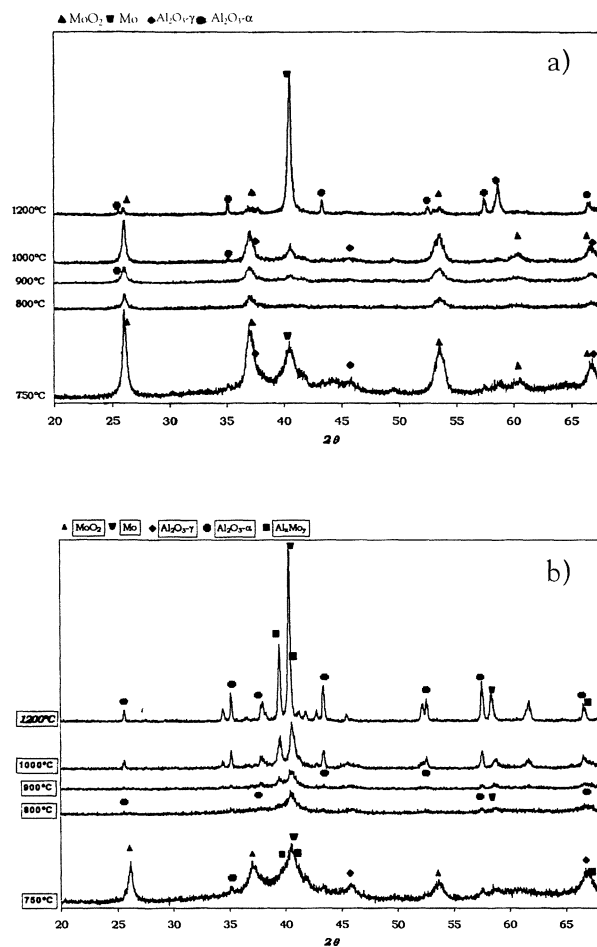 ▲ MoO₂ ▼ Mo ◆ Al₂O₃-γ ● Al₂O₃-α
a)
1200°C
1000°C
900°C
800°C
750°C
20 25 30 35 40 45 50 55 60 65
2θ
▲ MoO₂ ▼ Mo ◆ Al₂O₃-γ ● Al₂O₃-α ■ Al₈Mo₃
b)
1200°C
1000°C
900°C
800°C
750°C
20 25 30 35 40 45 50 55 60 65
2θ